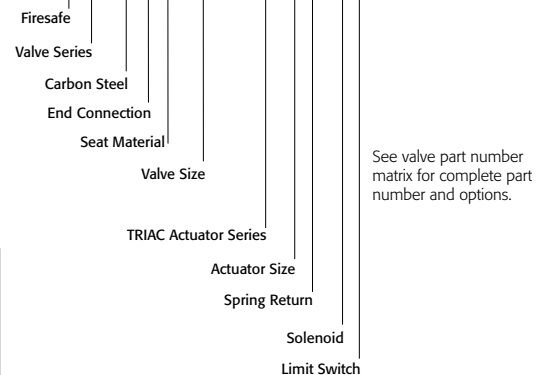 Firesafe
Valve Series
Carbon Steel
End Connection
Seat Material
Valve Size
TRIAC Actuator Series
Actuator Size
Spring Return
Solenoid
Limit Switch
See valve part number
matrix for complete part
number and options.